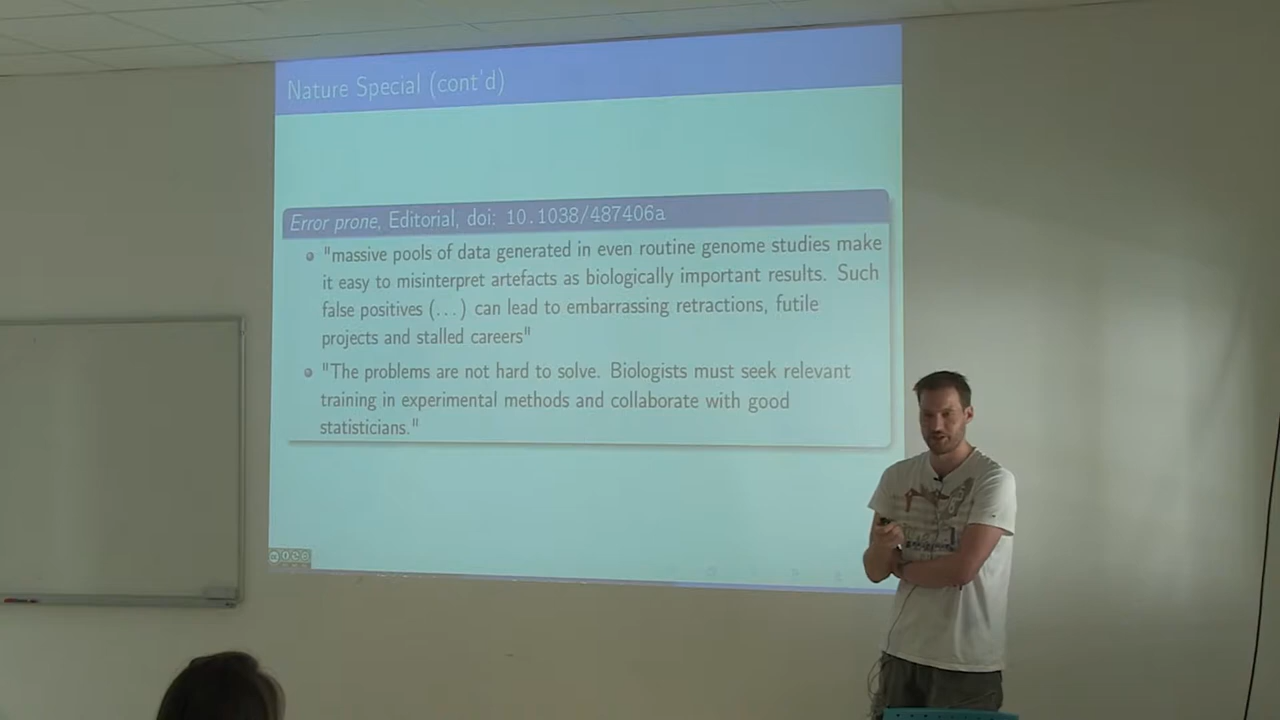 Nature Special (cont'd)
Error prone, Editorial, doi: 10.1038/487406a
"massive pools of data generated in even routine genome studies make
it easy to misinterpret artefacts as biologically important results. Such
false positives (...) can lead to embarrassing retractions, futile
projects and stalled careers"
"The problems are not hard to solve. Biologists must seek relevant
training in experimental methods and collaborate with good
statisticians."